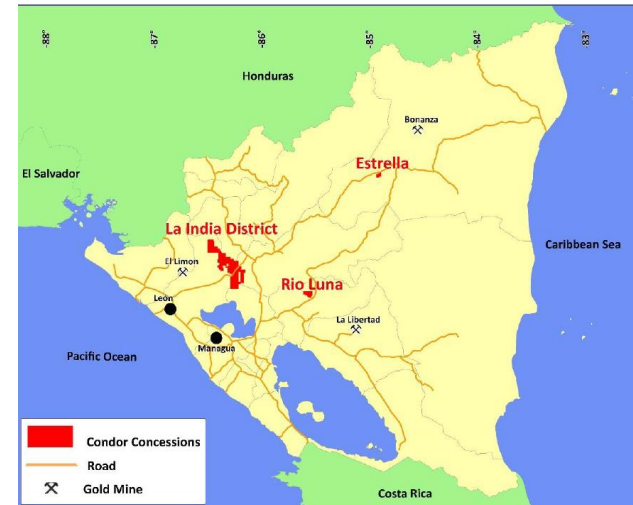 -88°
-87°
-86°
-85°
-84°
-83°
Honduras
Bonanza
Estrella
El Salvador
La India District
Caribbean Sea
El Limon
Rio Luna
León
La Libertad
Managua
Pacific Ocean
Condor Concessions
Road
Gold Mine
Costa Rica